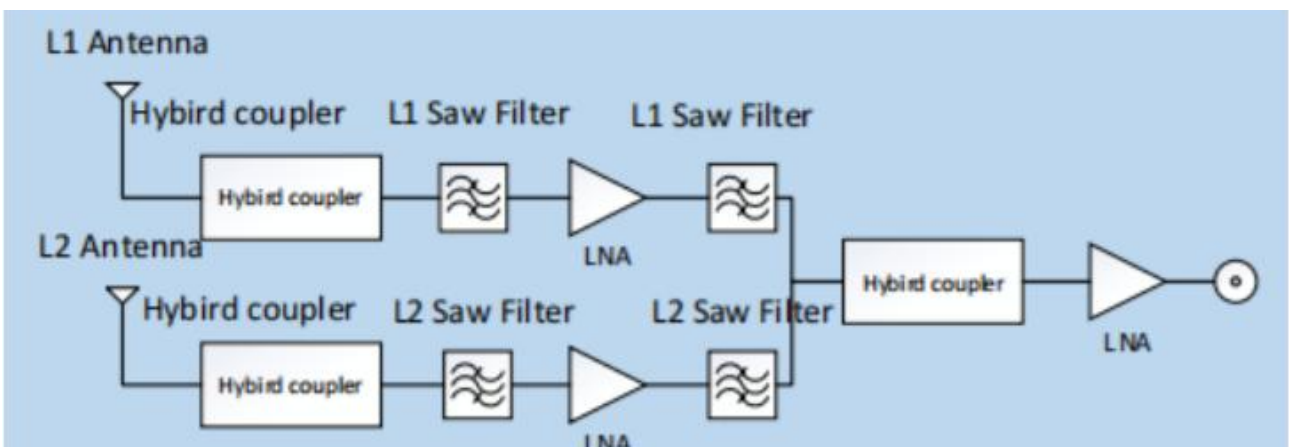 L1 Antenna
Hybird coupler
L1 Saw Filter
L1 Saw Filter
Hybird coupler
LNA
L2 Antenna
Hybird coupler
L2 Saw Filter
L2 Saw Filter
Hybird coupler
LNA
Hybird coupler
LNA